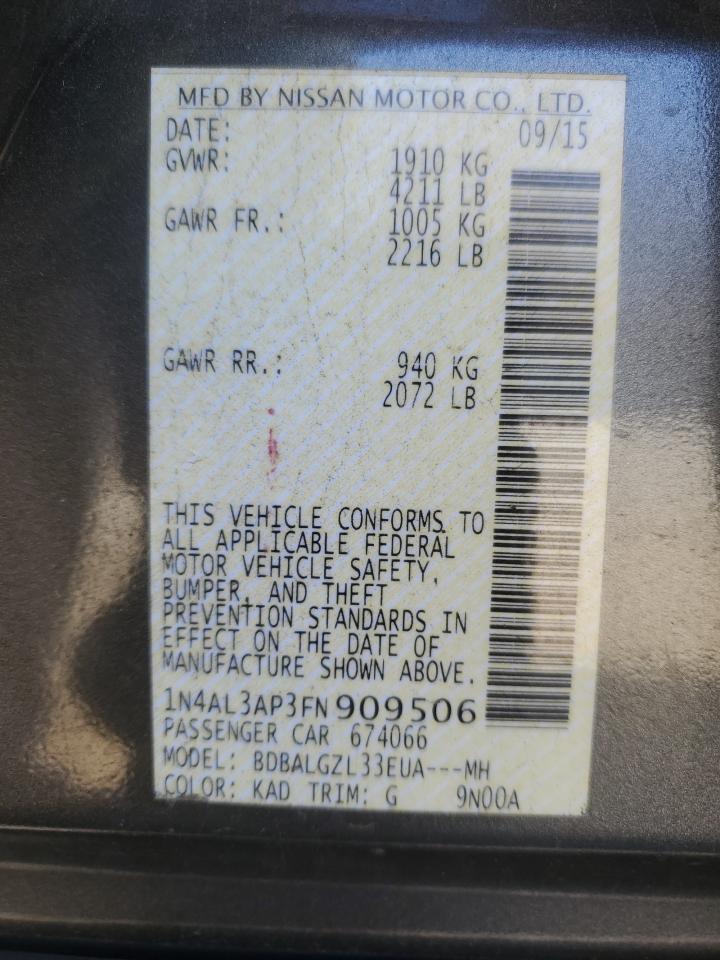 MFD BY NISSAN MOTOR CO., LTD.
DATE: 09/15
GVWR: 1910 KG
4211 LB
GAWR FR.: 1005 KG
2216 LB
GAWR RR.: 940 KG
2072 LB
THIS VEHICLE CONFORMS TO
ALL APPLICABLE FEDERAL
MOTOR VEHICLE SAFETY,
BUMPER, AND THEFT
PREVENTION STANDARDS IN
EFFECT ON THE DATE OF
MANUFACTURE SHOWN ABOVE.
1N4AL3AP3FN909506
PASSENGER CAR 674066
MODEL: BDBALGZL33EUA---MH
COLOR: KAD TRIM: G 9N00A